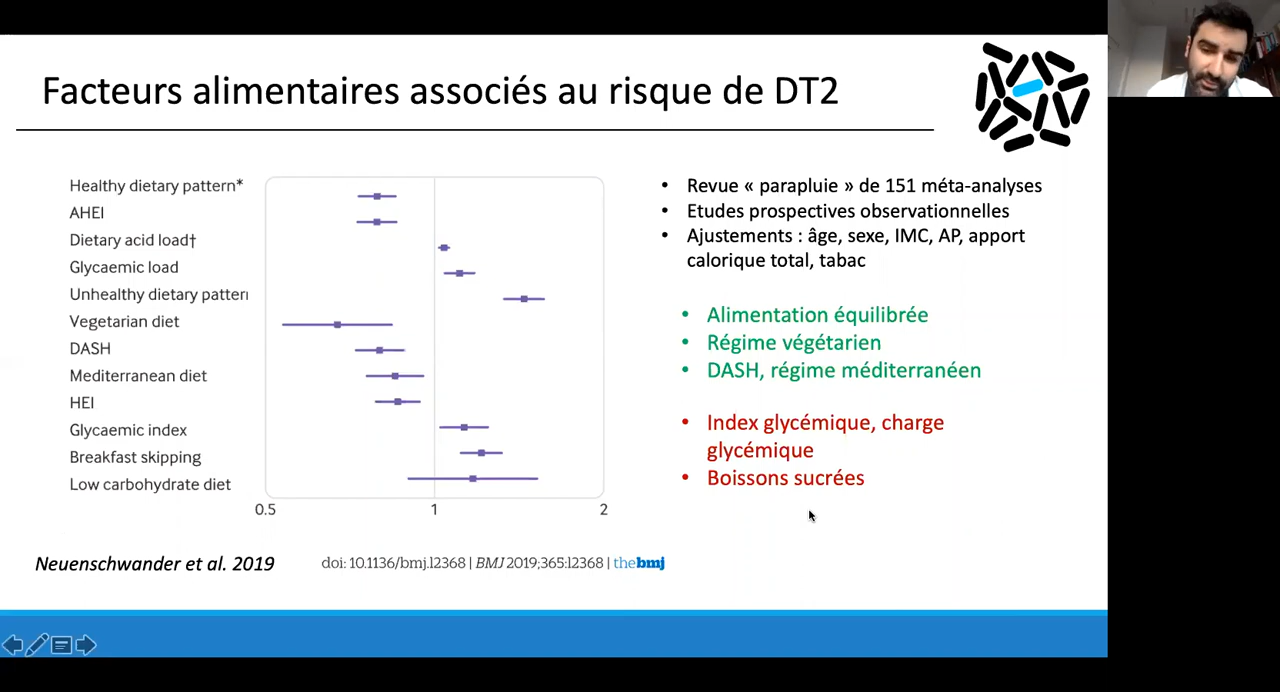 Facteurs alimentaires associés au risque de DT2
Healthy dietary pattern*
AHEI
Dietary acid load†
Glycaemic load
Unhealthy dietary pattern
Vegetarian diet
DASH
Mediterranean diet
HEI
Glycaemic index
Breakfast skipping
Low carbohydrate diet
0.5 1 2
• Revue « parapluie » de 151 méta-analyses
• Etudes prospectives observationnelles
• Ajustements : âge, sexe, IMC, AP, apport
calorique total, tabac
• Alimentation équilibrée
• Régime végétarien
• DASH, régime méditerranéen
• Index glycémique, charge
glycémique
• Boissons sucrées
Neuenschwander et al. 2019
doi: 10.1136/bmj.l2368 | BMJ 2019;365:l2368 | thebmj